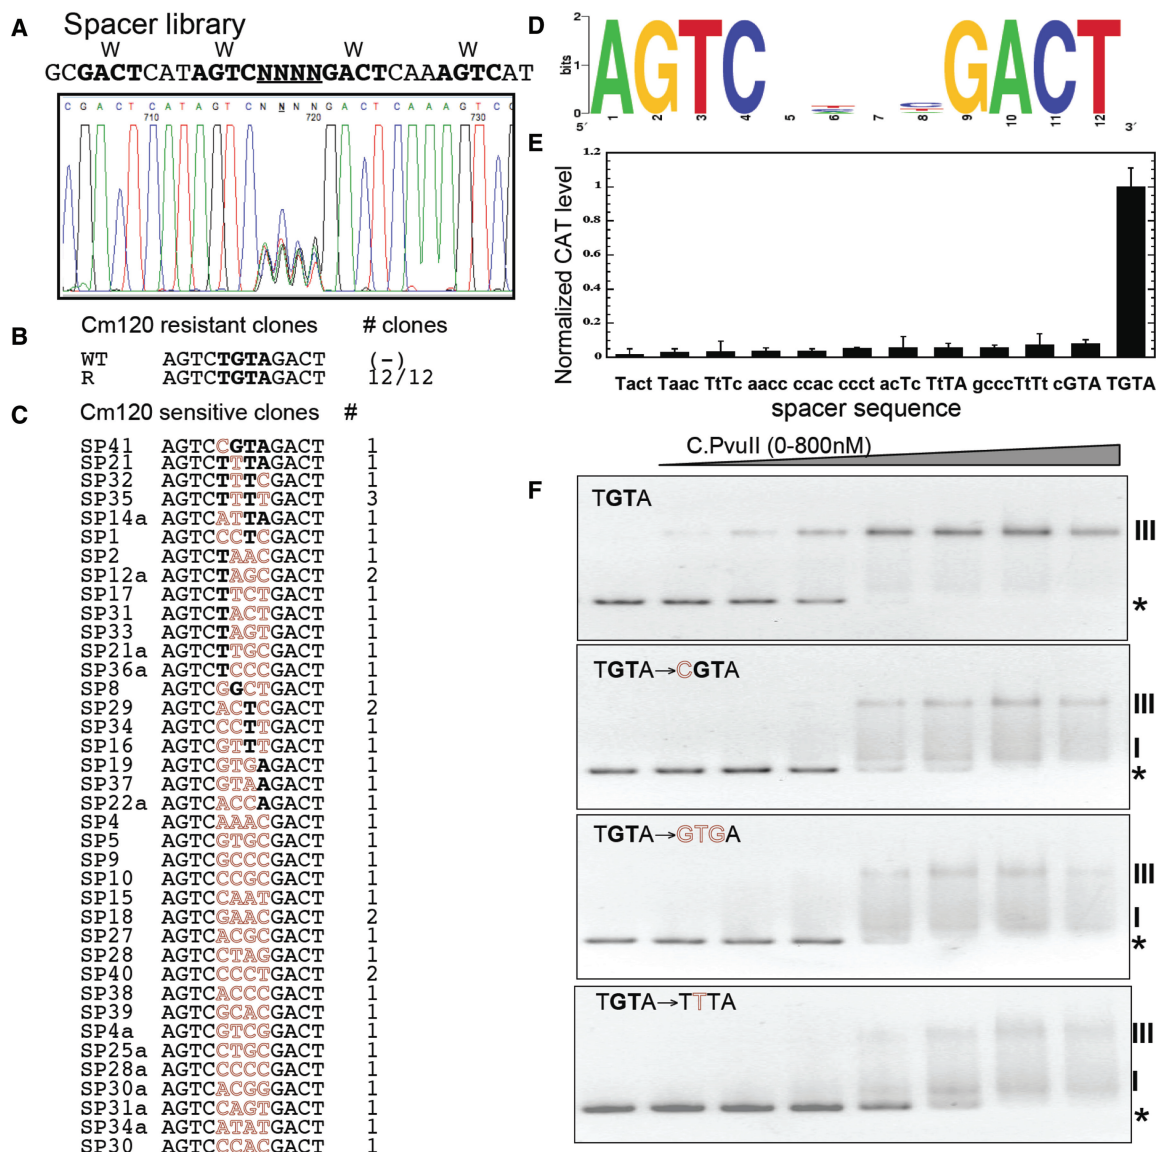 A
Spacer library
W W W W
GCGACTCATAGTCNNNNGACTCAAAGTCAT
C G A C T C A T A G T C N N N N G A C T C A A A G T C
710 720 730
B
Cm120 resistant clones # clones
WT AGTCTGTAGACT (-)
R AGTCTGTAGACT 12/12
C
Cm120 sensitive clones #
SP41 AGTCCGTAGACT 1
SP21 AGTCTTTAGACT 1
SP32 AGTCTTTCGACT 1
SP35 AGTCTTTTGACT 3
SP14a AGTCATTAGACT 1
SP1 AGTCCCTCGACT 1
SP2 AGTCTAACGACT 1
SP12a AGTCTAGCGACT 2
SP17 AGTCTTCTGACT 1
SP31 AGTCTACTGACT 1
SP33 AGTCTAGTGACT 1
SP21a AGTCTTGCGACT 1
SP36a AGTCTCCCGACT 1
SP8 AGTCGGCTGACT 1
SP29 AGTCACTCGACT 2
SP34 AGTCCCTTGACT 1
SP16 AGTCGTTTGACT 1
SP19 AGTCGTGAGACT 1
SP37 AGTCGTAAGACT 1
SP22a AGTCACCAGACT 1
SP4 AGTCAAACGACT 1
SP5 AGTCGTGCGACT 1
SP9 AGTCGCCCGACT 1
SP10 AGTCCCGCGACT 1
SP15 AGTCCAATGACT 1
SP18 AGTCGAACGACT 2
SP27 AGTCACGCGACT 1
SP28 AGTCCTAGGACT 1
SP40 AGTCCCCTGACT 2
SP38 AGTCACCCGACT 1
SP39 AGTCGCACGACT 1
SP4a AGTCGTCGGACT 1
SP25a AGTCCTGCGACT 1
SP28a AGTCCCCCGACT 1
SP30a AGTCACGGGACT 1
SP31a AGTCCAGTGACT 1
SP34a AGTCATATGACT 1
SP30 AGTCCCACGACT 1
D
2
bits
1
0
AGTC GACT
5′ 1 2 3 4 5 6 7 8 9 10 11 12 3′
E
Normalized CAT level
1.2
1
0.8
0.6
0.4
0.2
0
Tact Taac TtTc aacc ccac ccct acTc TtTA gccc TtTt cGTA TGTA
spacer sequence
C.PvuII (0-800nM)
F
TGTA
III
*
TGTA→CGTA
III
I
*
TGTA→GTGA
III
I
*
TGTA→TTTA
III
I
*